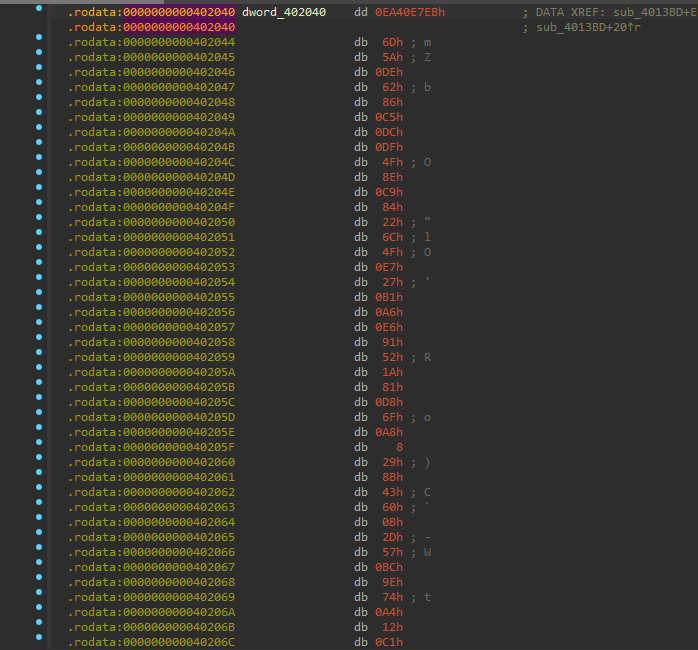 .rodata:0000000000402040 dword_402040 dd 0EA40E7EBh ; DATA XREF: sub_4013BD+E
.rodata:0000000000402040 ; sub_4013BD+20↑r
.rodata:0000000000402044 db 6Dh ; m
.rodata:0000000000402045 db 5Ah ; Z
.rodata:0000000000402046 db 0DEh
.rodata:0000000000402047 db 62h ; b
.rodata:0000000000402048 db 86h
.rodata:0000000000402049 db 0C5h
.rodata:000000000040204A db 0DCh
.rodata:000000000040204B db 0DFh
.rodata:000000000040204C db 4Fh ; O
.rodata:000000000040204D db 8Eh
.rodata:000000000040204E db 0C9h
.rodata:000000000040204F db 84h
.rodata:0000000000402050 db 22h ; "
.rodata:0000000000402051 db 6Ch ; l
.rodata:0000000000402052 db 4Fh ; O
.rodata:0000000000402053 db 0E7h
.rodata:0000000000402054 db 27h ; '
.rodata:0000000000402055 db 0B1h
.rodata:0000000000402056 db 0A6h
.rodata:0000000000402057 db 0E6h
.rodata:0000000000402058 db 91h
.rodata:0000000000402059 db 52h ; R
.rodata:000000000040205A db 1Ah
.rodata:000000000040205B db 81h
.rodata:000000000040205C db 0D8h
.rodata:000000000040205D db 6Fh ; o
.rodata:000000000040205E db 0A8h
.rodata:000000000040205F db 8
.rodata:0000000000402060 db 29h ; )
.rodata:0000000000402061 db 8Bh
.rodata:0000000000402062 db 43h ; C
.rodata:0000000000402063 db 60h ; `
.rodata:0000000000402064 db 0Bh
.rodata:0000000000402065 db 2Dh ; -
.rodata:0000000000402066 db 57h ; W
.rodata:0000000000402067 db 0BCh
.rodata:0000000000402068 db 9Eh
.rodata:0000000000402069 db 74h ; t
.rodata:000000000040206A db 0A4h
.rodata:000000000040206B db 12h
.rodata:000000000040206C db 0C1h